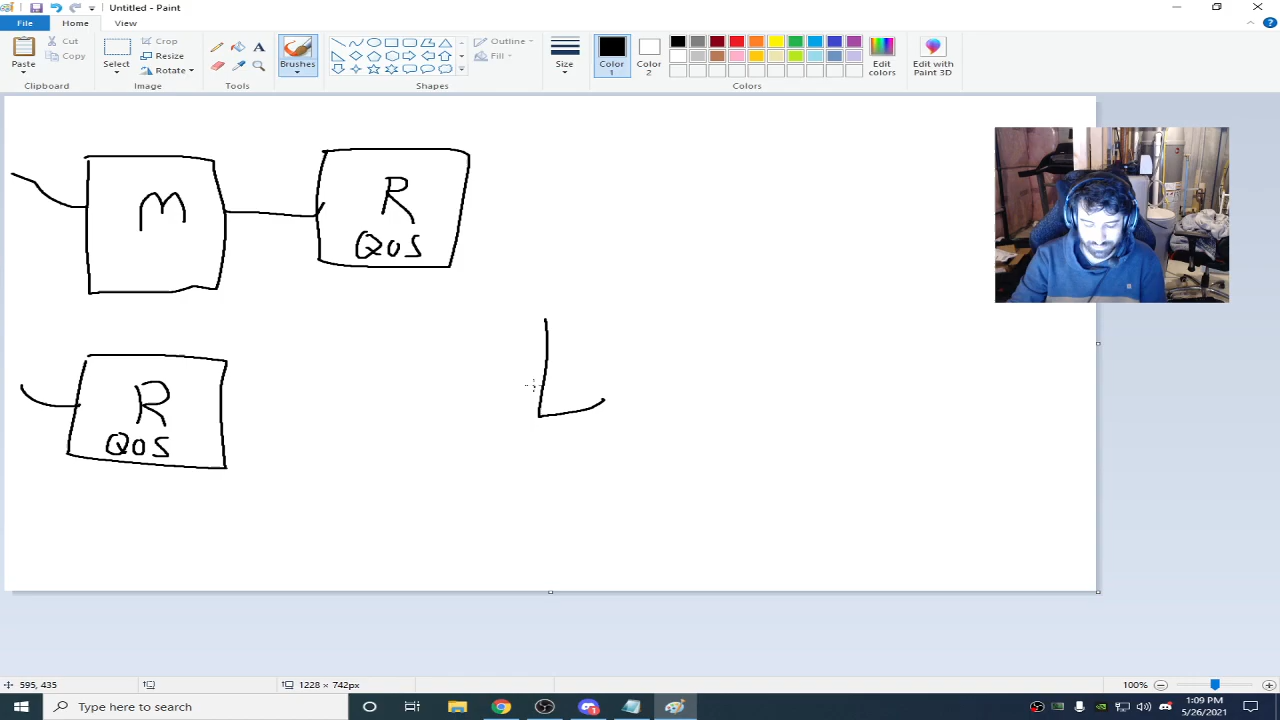 Untitled - Paint
File
Home
View
Paste
Cut
Copy
Clipboard
Select
Crop
Resize
Rotate
Image
Tools
Brushes
Outline
Fill
Shapes
Size
Color 1
Color 2
Edit colors
Colors
Edit with Paint 3D
M
R
QOS
R
QOS
L
595, 435
1228 × 742px
100%
Type here to search
1:09 PM
5/26/2021